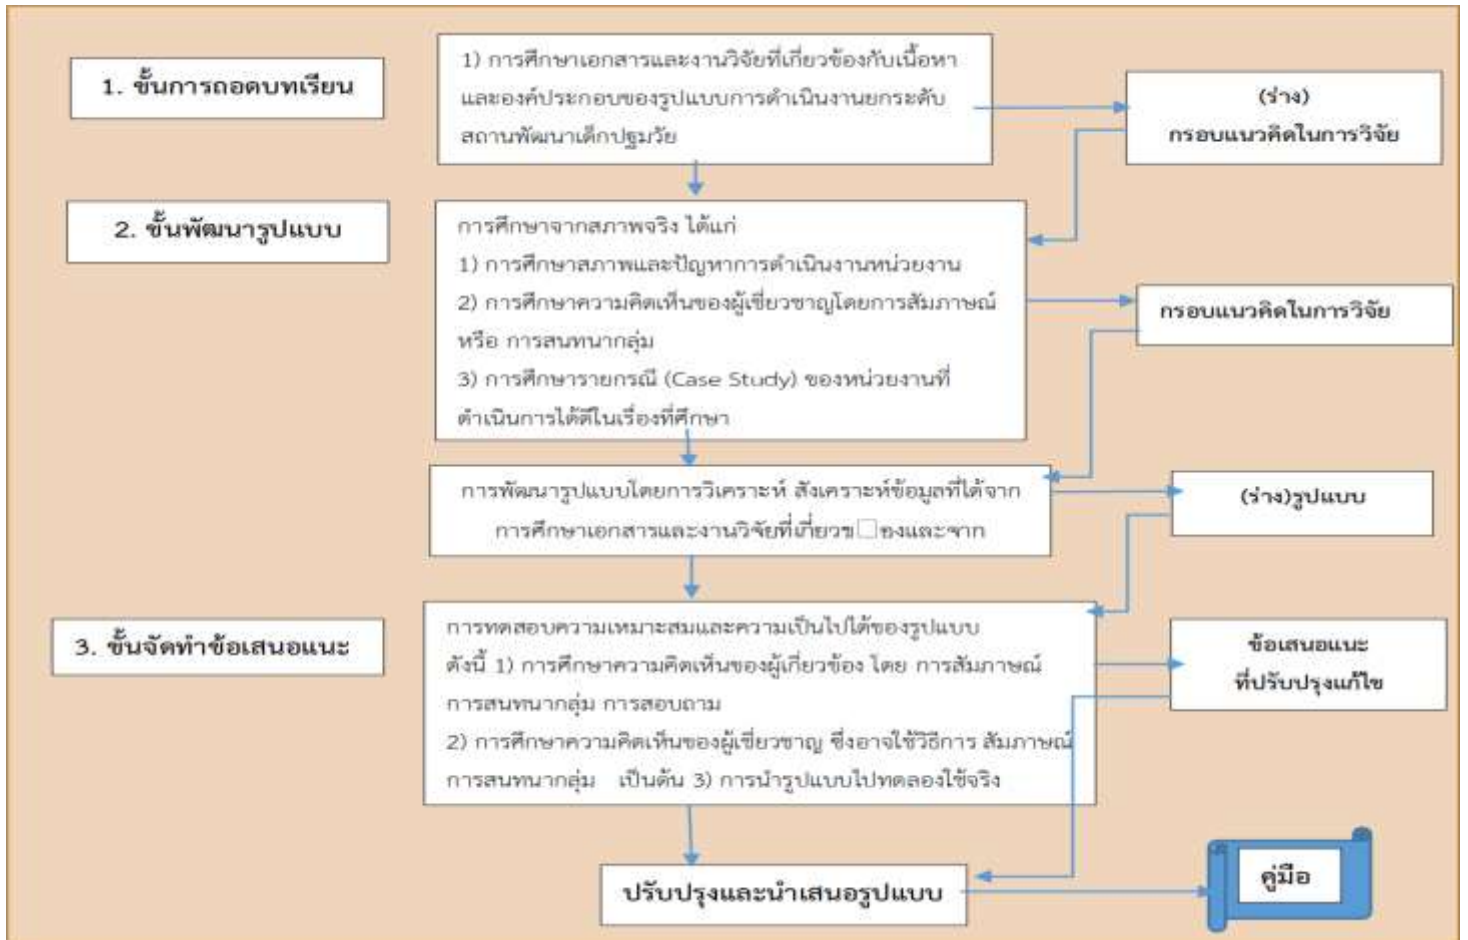 1. ขั้นการถอดบทเรียน
1) การศึกษาเอกสารและงานวิจัยที่เกี่ยวข้องกับเนื้อหา
และองค์ประกอบของรูปแบบการดำเนินงานยกระดับ
สถานพัฒนาเด็กปฐมวัย
(ร่าง)
กรอบแนวคิดในการวิจัย
2. ขั้นพัฒนารูปแบบ
การศึกษาจากสภาพจริง ได้แก่
1) การศึกษาสภาพและปัญหาการดำเนินงานหน่วยงาน
2) การศึกษาความคิดเห็นของผู้เชี่ยวชาญโดยการสัมภาษณ์
หรือ การสนทนากลุ่ม
3) การศึกษารายกรณี (Case Study) ของหน่วยงานที่
ดำเนินการได้ดีในเรื่องที่ศึกษา
กรอบแนวคิดในการวิจัย
การพัฒนารูปแบบโดยการวิเคราะห์ สังเคราะห์ข้อมูลที่ได้จาก
การศึกษาเอกสารและงานวิจัยที่เกี่ยวข□องและจาก
(ร่าง)รูปแบบ
3. ขั้นจัดทำข้อเสนอแนะ
การทดสอบความเหมาะสมและความเป็นไปได้ของรูปแบบ
ดังนี้ 1) การศึกษาความคิดเห็นของผู้เกี่ยวข้อง โดย การสัมภาษณ์
การสนทนากลุ่ม การสอบถาม
2) การศึกษาความคิดเห็นของผู้เชี่ยวชาญ ซึ่งอาจใช้วิธีการ สัมภาษณ์
การสนทนากลุ่ม เป็นต้น 3) การนำรูปแบบไปทดลองใช้จริง
ข้อเสนอแนะ
ที่ปรับปรุงแก้ไข
ปรับปรุงและนำเสนอรูปแบบ
คู่มือ